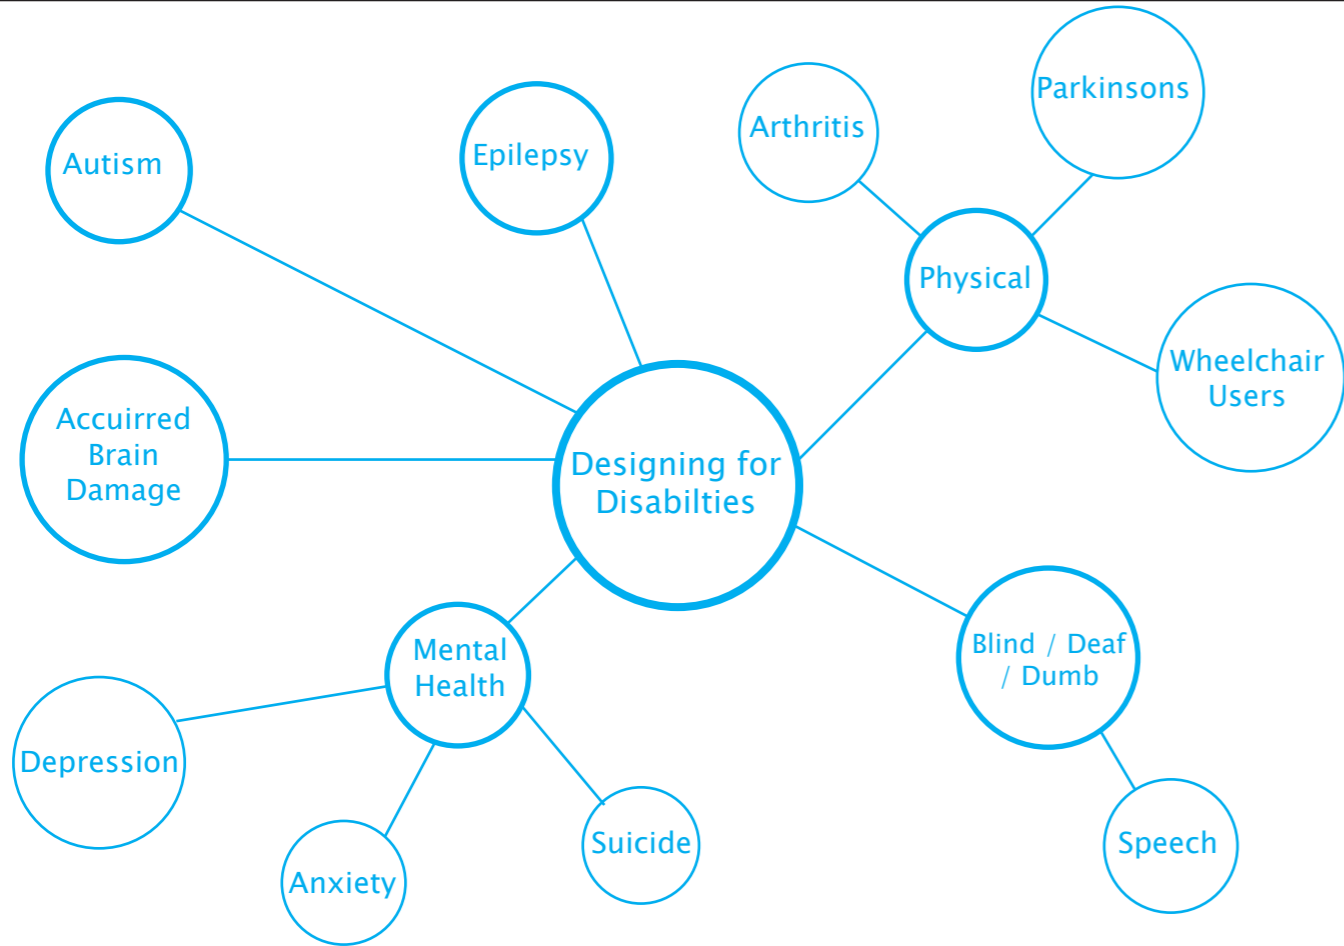 Parkinsons
Arthritis
Epilepsy
Autism
Physical
Wheelchair
Users
Accuirred
Brain
Damage
Designing for
Disabilties
Mental
Health
Blind / Deaf
/ Dumb
Depression
Anxiety
Suicide
Speech